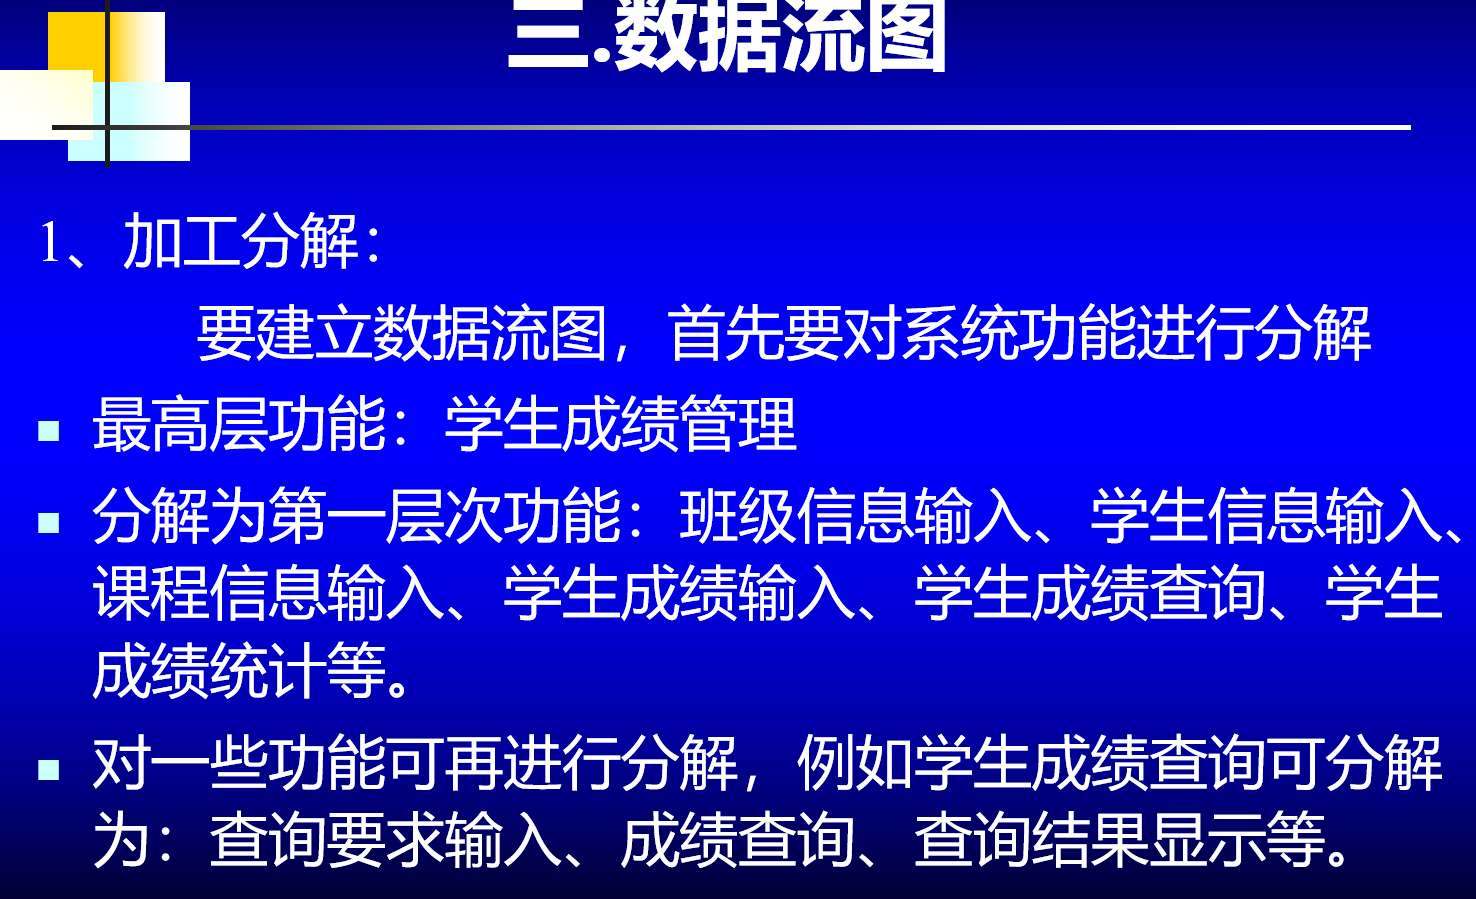 三.数据流图
1、加工分解：
要建立数据流图，首先要对系统功能进行分解
最高层功能：学生成绩管理
分解为第一层次功能：班级信息输入、学生信息输入、
课程信息输入、学生成绩输入、学生成绩查询、学生
成绩统计等。
对一些功能可再进行分解，例如学生成绩查询可分解
为：查询要求输入、成绩查询、查询结果显示等。